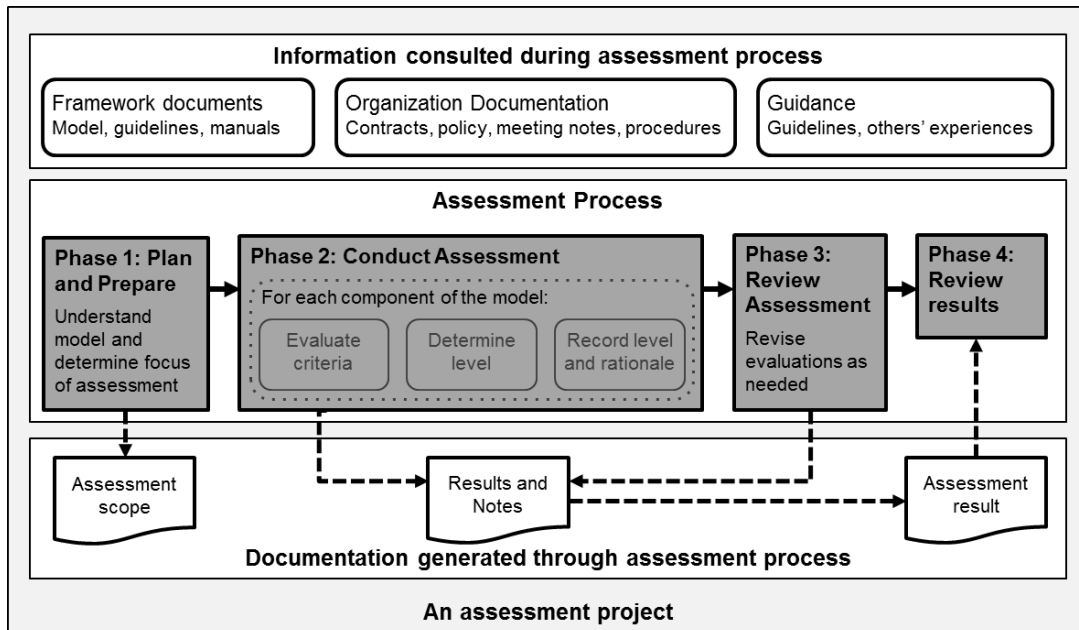 Information consulted during assessment process
Framework documents
Model, guidelines, manuals
Organization Documentation
Contracts, policy, meeting notes, procedures
Guidance
Guidelines, others’ experiences
Assessment Process
Phase 1: Plan
and Prepare
Understand
model and
determine focus
of assessment
Phase 2: Conduct Assessment
For each component of the model:
Evaluate
criteria
Determine
level
Record level
and rationale
Phase 3:
Review
Assessment
Revise
evaluations as
needed
Phase 4:
Review
results
Assessment
scope
Results and
Notes
Assessment
result
Documentation generated through assessment process
An assessment project